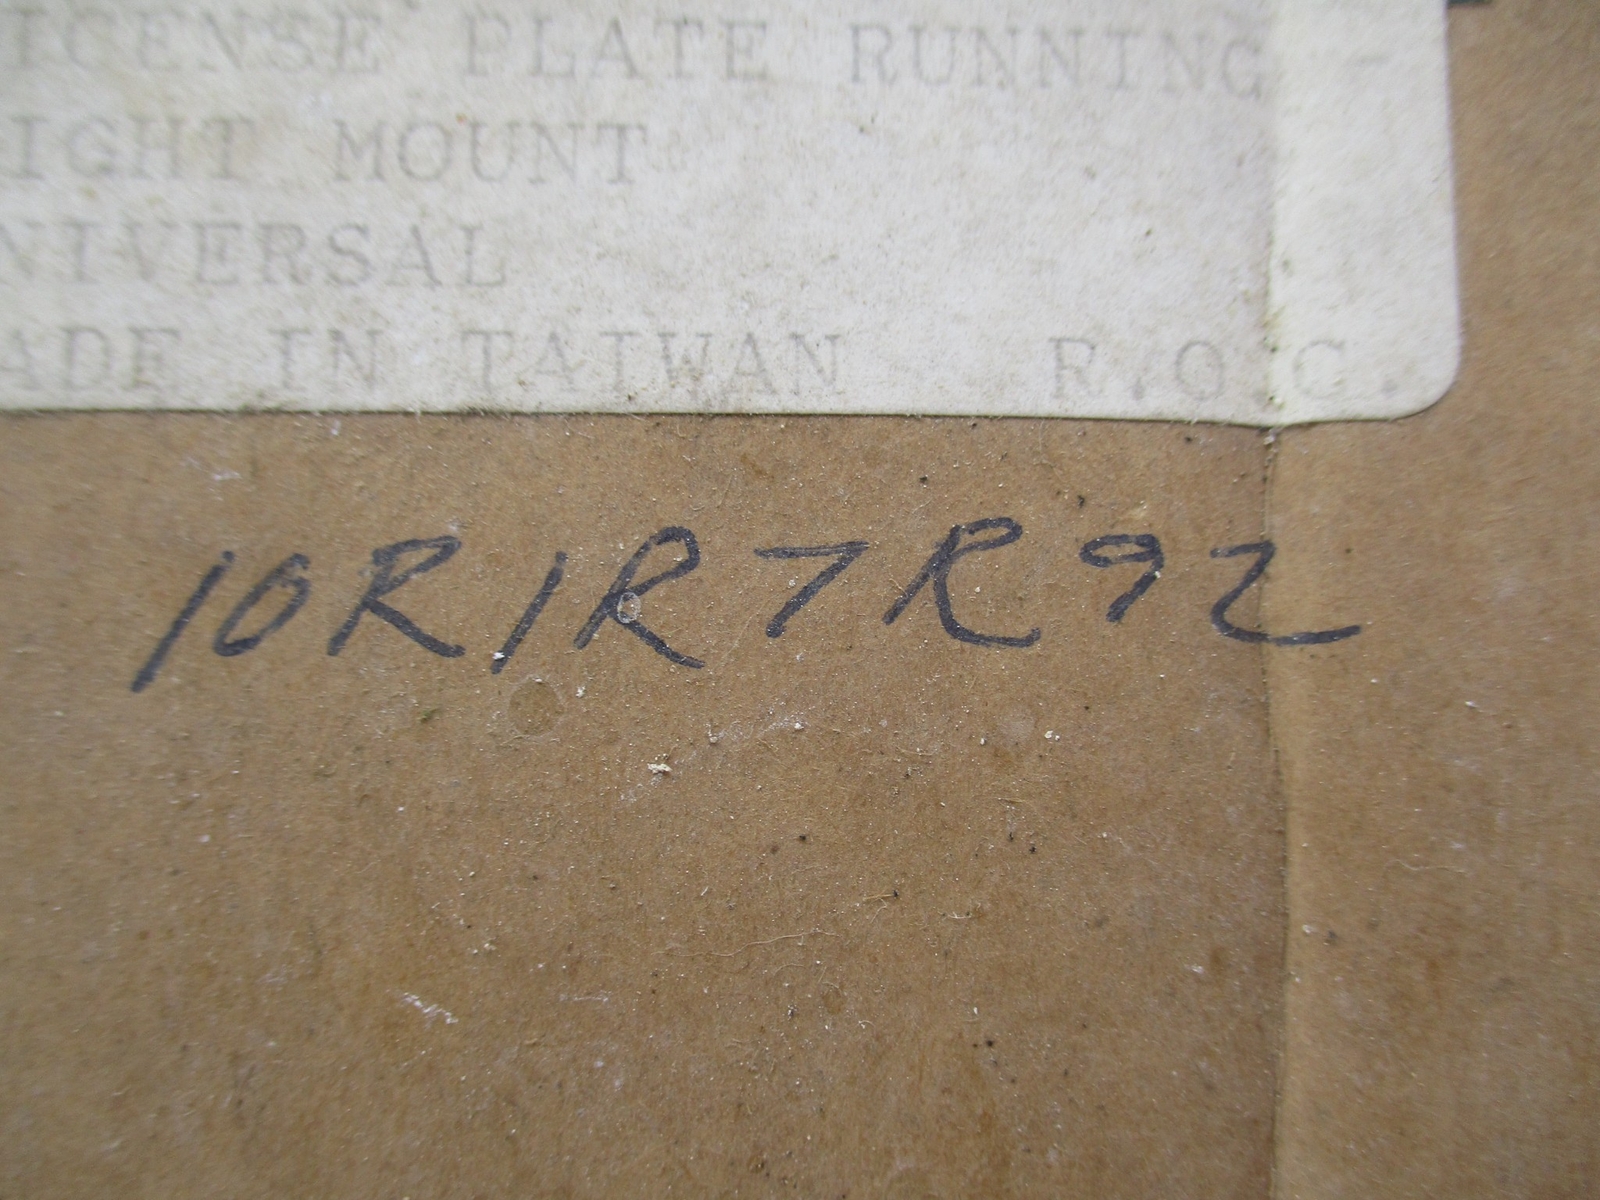 ICENSE PLATE RUNNING -
IGHT MOUNT
NIVERSAL
ADE IN TAIWAN R.O.C.
10R1R7R92